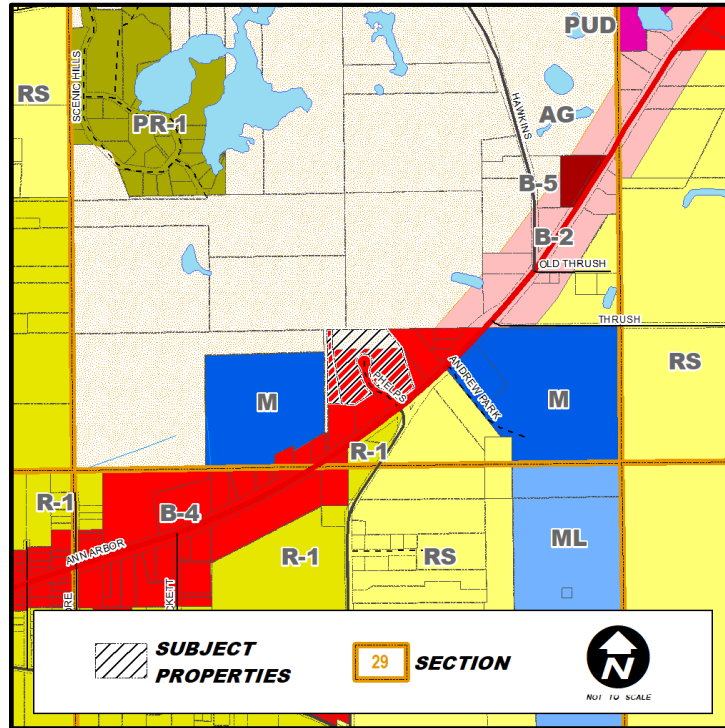 PUD
RS
SCENIC HILLS
HAWKINS
PR-1
AG
B-5
B-2
OLD THRUSH
THRUSH
PHELPS
ANDREW PARK
RS
M
M
R-1
R-1
B-4
ANN ARBOR
R-1
RS
ML
SUBJECT
PROPERTIES
29
SECTION
N
NOT TO SCALE